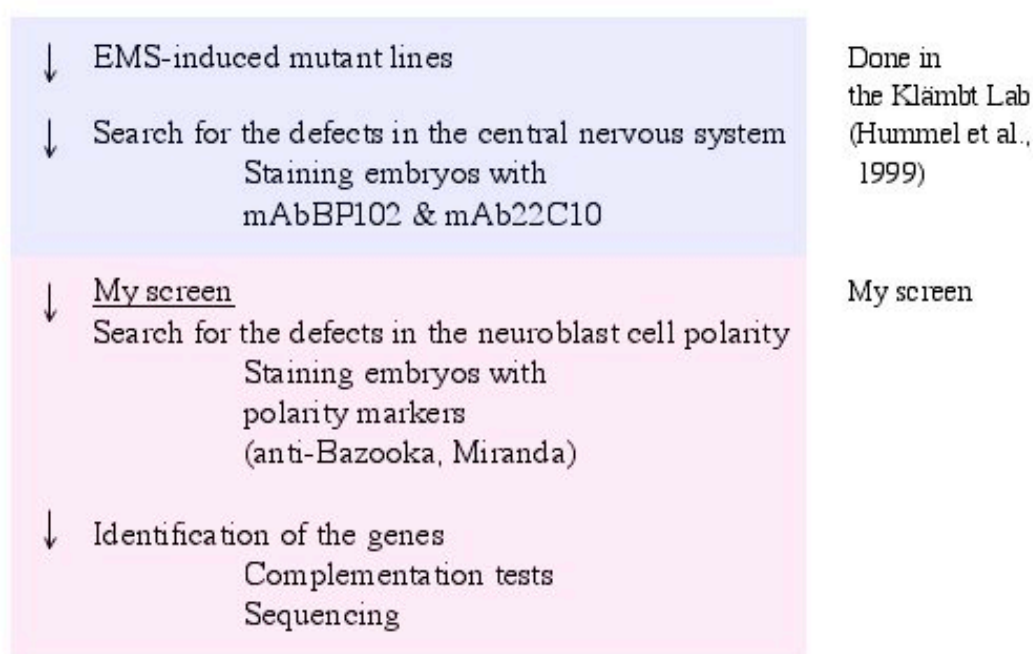 ↓ EMS-induced mutant lines
↓ Search for the defects in the central nervous system
Staining embryos with
mAbBP102 & mAb22C10
Done in
the Klämbt Lab
(Hummel et al.,
1999)
↓ My screen
Search for the defects in the neuroblast cell polarity
Staining embryos with
polarity markers
(anti-Bazooka, Miranda)
My screen
↓ Identification of the genes
Complementation tests
Sequencing